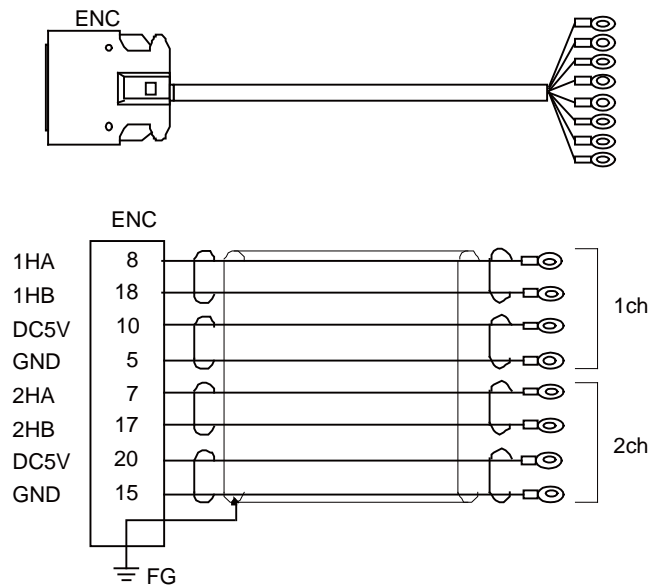 ENC
ENC
1HA 8
1HB 18
1ch
DC5V 10
GND 5
2HA 7
2HB 17
2ch
DC5V 20
GND 15
FG